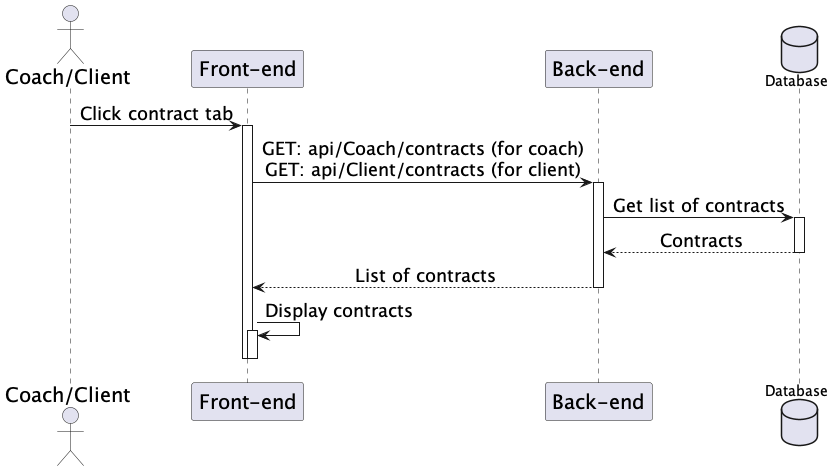 Coach/Client
Front-end
Back-end
Database
Click contract tab
GET: api/Coach/contracts (for coach)
GET: api/Client/contracts (for client)
Get list of contracts
Contracts
List of contracts
Display contracts
Coach/Client
Front-end
Back-end
Database